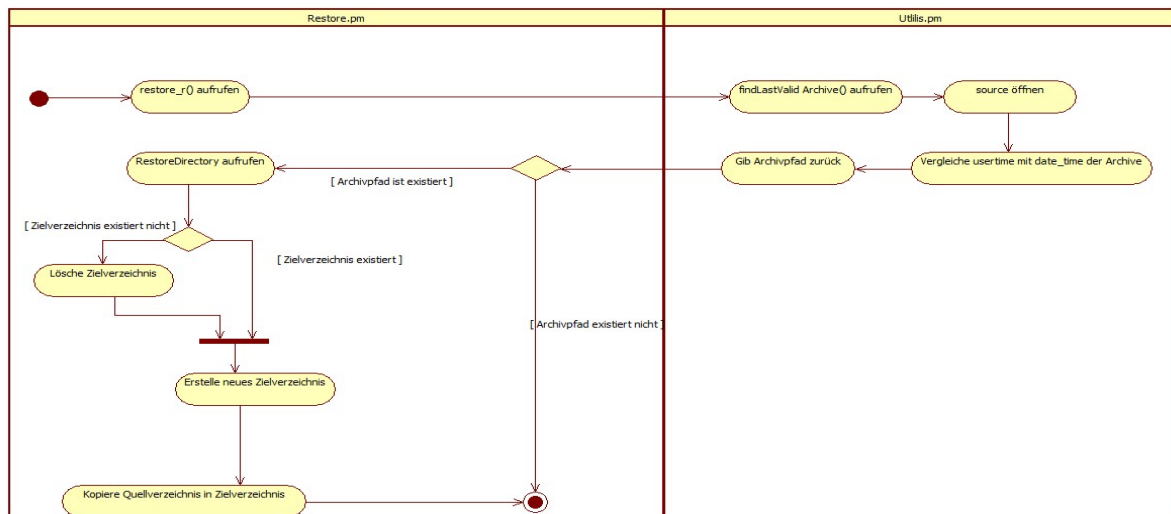 Restore.pm
Utlilis.pm
restore_r() aufrufen
findLastValid Archive() aufrufen
source öffnen
RestoreDirectory aufrufen
Gib Archivpfad zurück
Vergleiche usertime mit date_time der Archive
[ Archivpfad ist existiert ]
[ Zielverzeichnis existiert nicht ]
[ Zielverzeichnis existiert ]
Lösche Zielverzeichnis
[ Archivpfad existiert nicht ]
Erstelle neues Zielverzeichnis
Kopiere Quellverzeichnis in Zielverzeichnis